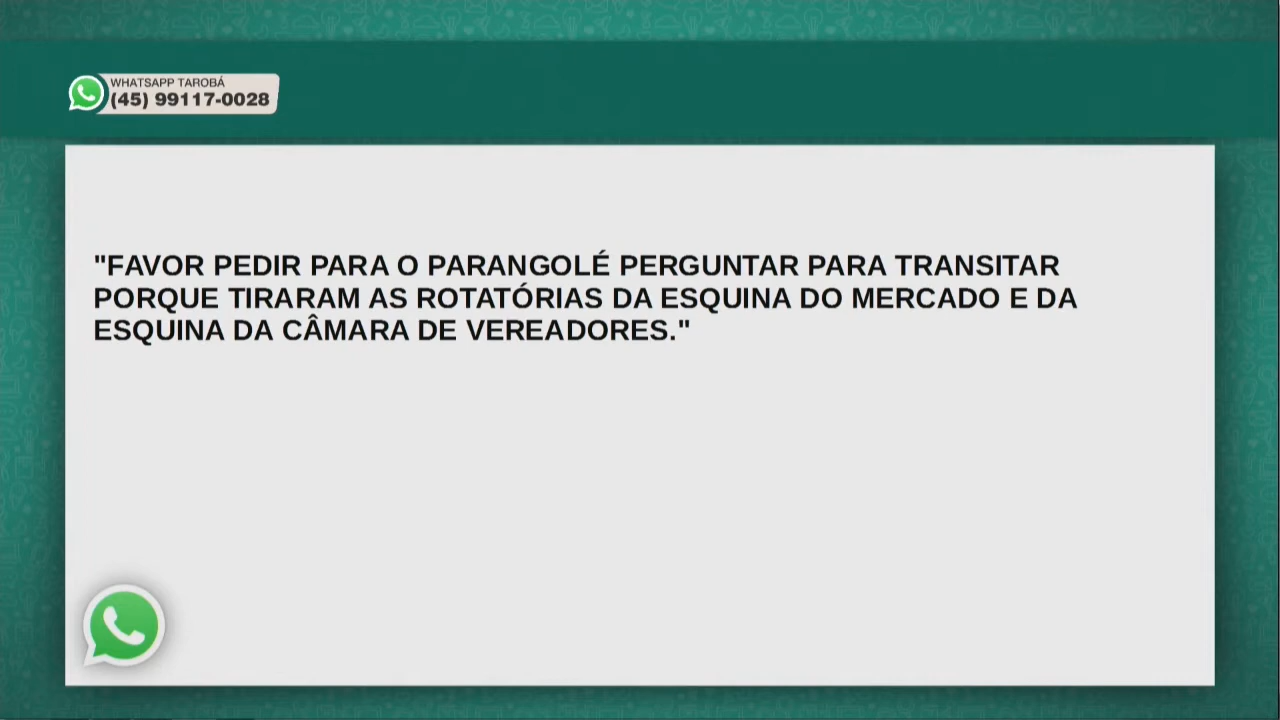 WHATSAPP TAROBÁ
(45) 99117-0028
"FAVOR PEDIR PARA O PARANGOLÉ PERGUNTAR PARA TRANSITAR
PORQUE TIRARAM AS ROTATÓRIAS DA ESQUINA DO MERCADO E DA
ESQUINA DA CÂMARA DE VEREADORES."